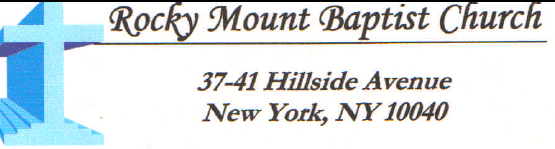 Rocky Mount Baptist Church
37-41 Hillside Avenue
New York, NY 10040